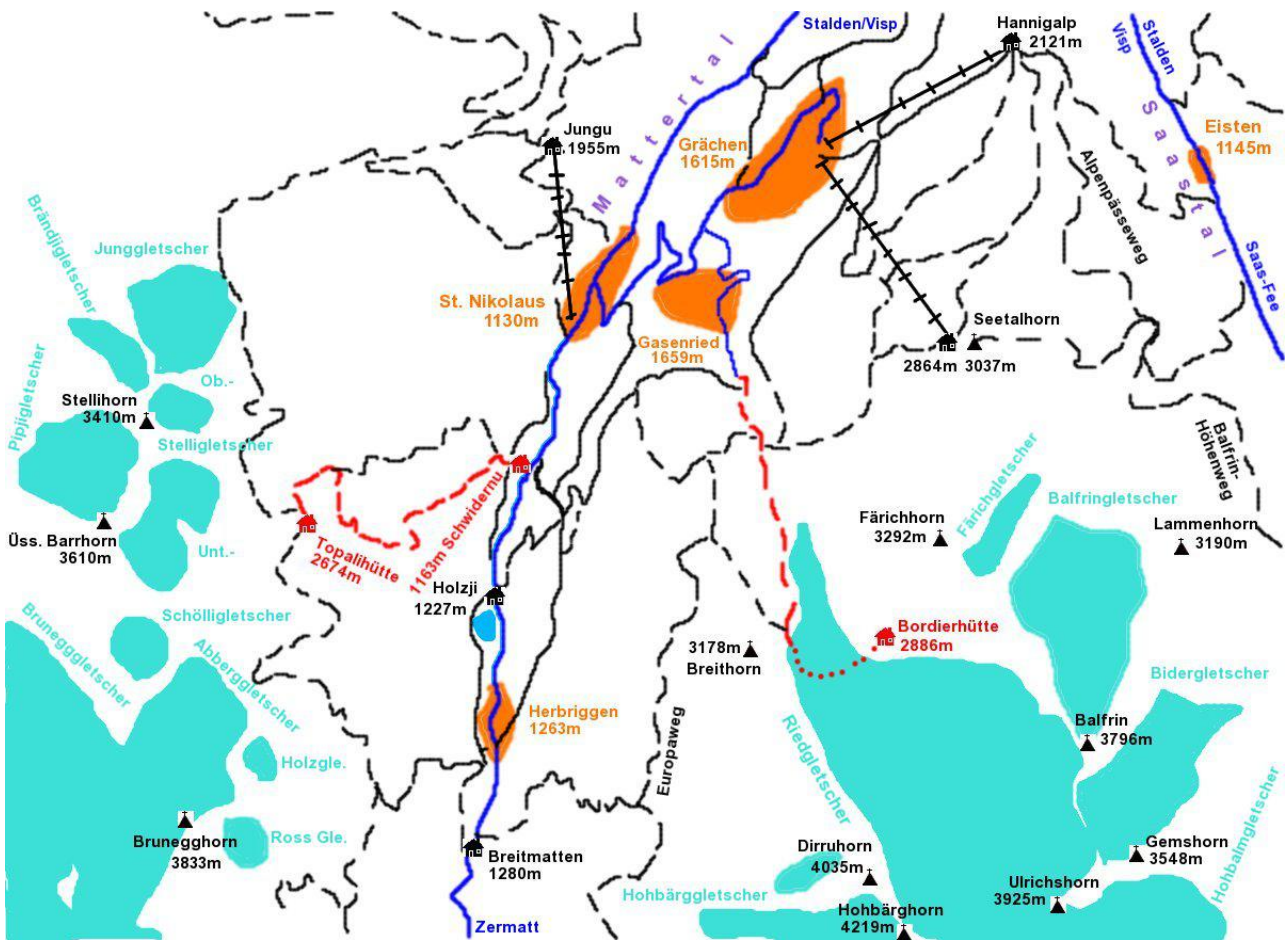 Stalden/Visp
Hannigalp
2121m
Stalden
Visp
Mattertal
Saastal
Jungu
1955m
Grächen
1615m
Eisten
1145m
Alpenpässeweg
Brändjigletscher
Junggletscher
Saas-Fee
St. Nikolaus
1130m
Gasenried
1659m
Seetalhorn
2864m
3037m
Ob.-
Stellihorn
3410m
Pipjigletscher
Stelligletscher
Balfrin-
Höhenweg
Färichgletscher
Balfringletscher
Färichhorn
3292m
Lammenhorn
3190m
Üss. Barrhorn
3610m
Unt.-
Topalihütte
2674m
1163m Schwidernu
Holzji
1227m
Schölligletscher
Brunegggletscher
Abberggletscher
Bordierhütte
2886m
3178m
Breithorn
Bidergletscher
Herbriggen
1263m
Europaweg
Riedgletscher
Balfrin
3796m
Holzgle.
Brunegghorn
3833m
Ross Gle.
Breitmatten
1280m
Dirruhorn
4035m
Gemshorn
3548m
Hohbalmgletscher
Ulrichshorn
3925m
Hohbärggletscher
Hohbärghorn
4219m
Zermatt